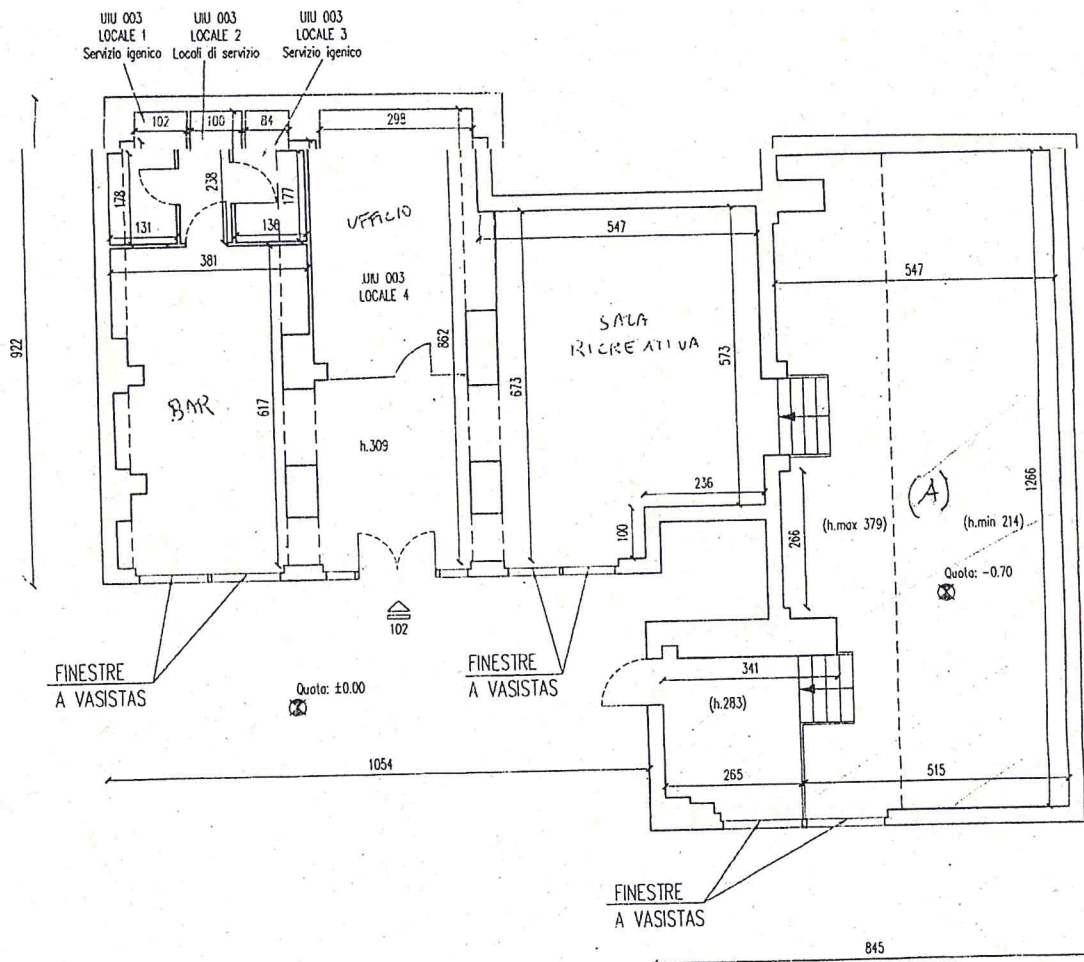 UIU 003
LOCALE 1
Servizio igenico
UIU 003
LOCALE 2
Locali di servizio
UIU 003
LOCALE 3
Servizio igenico
102
100
84
298
922
178
238
177
131
136
381
UFFICIO
UIU 003
LOCALE 4
547
547
SALA
RICREATIVA
BAR
617
862
673
573
h.309
236
100
266
(A)
1266
(h.max 379)
(h.min 214)
Quota: -0.70
102
FINESTRE
A VASISTAS
FINESTRE
A VASISTAS
Quota: ±0.00
341
(h.283)
1054
265
515
FINESTRE
A VASISTAS
845